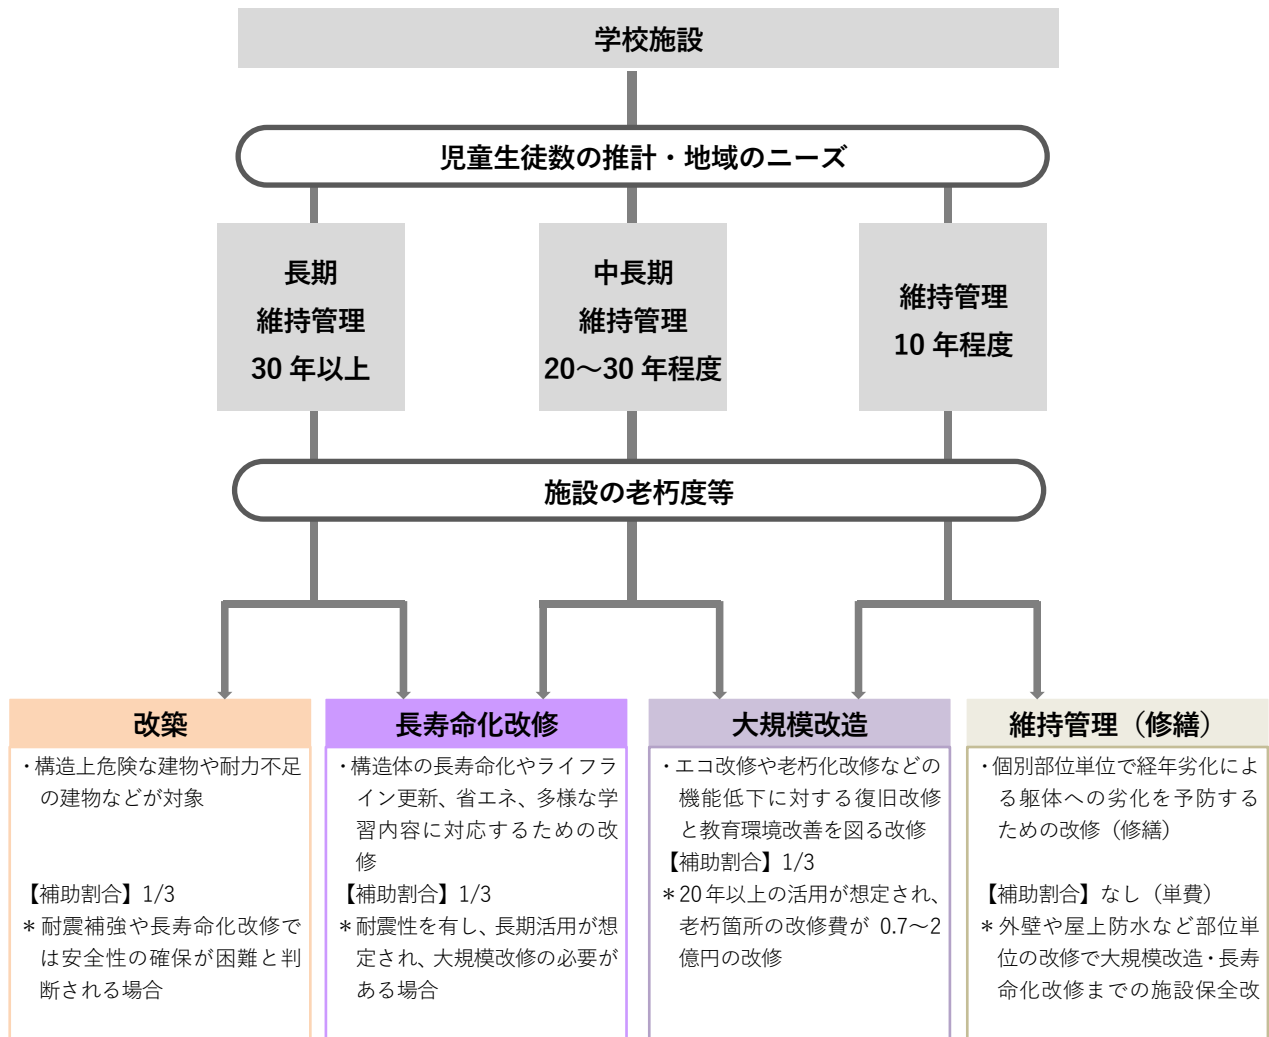 学校施設
児童生徒数の推計・地域のニーズ
長期
維持管理
30 年以上
中長期
維持管理
20～30 年程度
維持管理
10 年程度
施設の老朽度等
改築
・構造上危険な建物や耐力不足
の建物などが対象
【補助割合】1/3
＊耐震補強や長寿命化改修で
は安全性の確保が困難と判
断される場合
長寿命化改修
・構造体の長寿命化やライフラ
イン更新、省エネ、多様な学
習内容に対応するための改
修
【補助割合】1/3
＊耐震性を有し、長期活用が想
定され、大規模改修の必要が
ある場合
大規模改造
・エコ改修や老朽化改修などの
機能低下に対する復旧改修
と教育環境改善を図る改修
【補助割合】1/3
＊20 年以上の活用が想定され、
老朽箇所の改修費が 0.7～2
億円の改修
維持管理（修繕）
・個別部位単位で経年劣化によ
る躯体への劣化を予防する
ための改修（修繕）
【補助割合】なし（単費）
＊外壁や屋上防水など部位単
位の改修で大規模改造・長寿
命化改修までの施設保全改